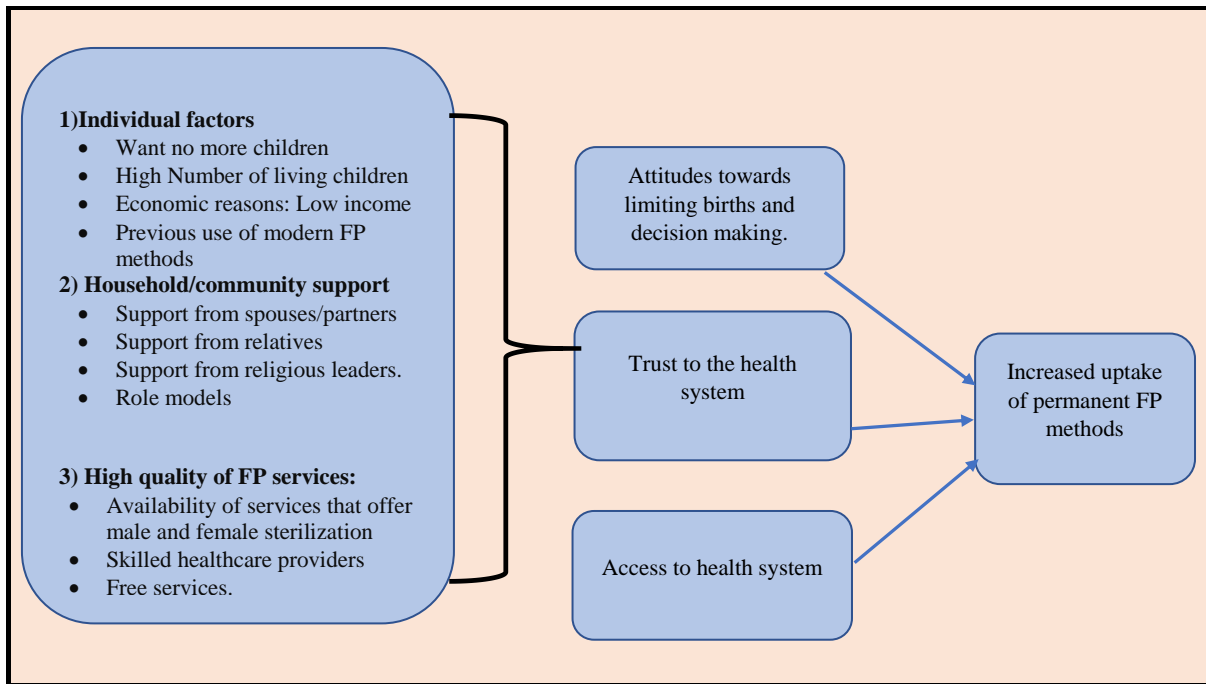 1)Individual factors
• Want no more children
• High Number of living children
• Economic reasons: Low income
• Previous use of modern FP
methods
2) Household/community support
• Support from spouses/partners
• Support from relatives
• Support from religious leaders.
• Role models
3) High quality of FP services:
• Availability of services that offer
male and female sterilization
• Skilled healthcare providers
• Free services.
Attitudes towards
limiting births and
decision making.
Trust to the health
system
Access to health system
Increased uptake
of permanent FP
methods